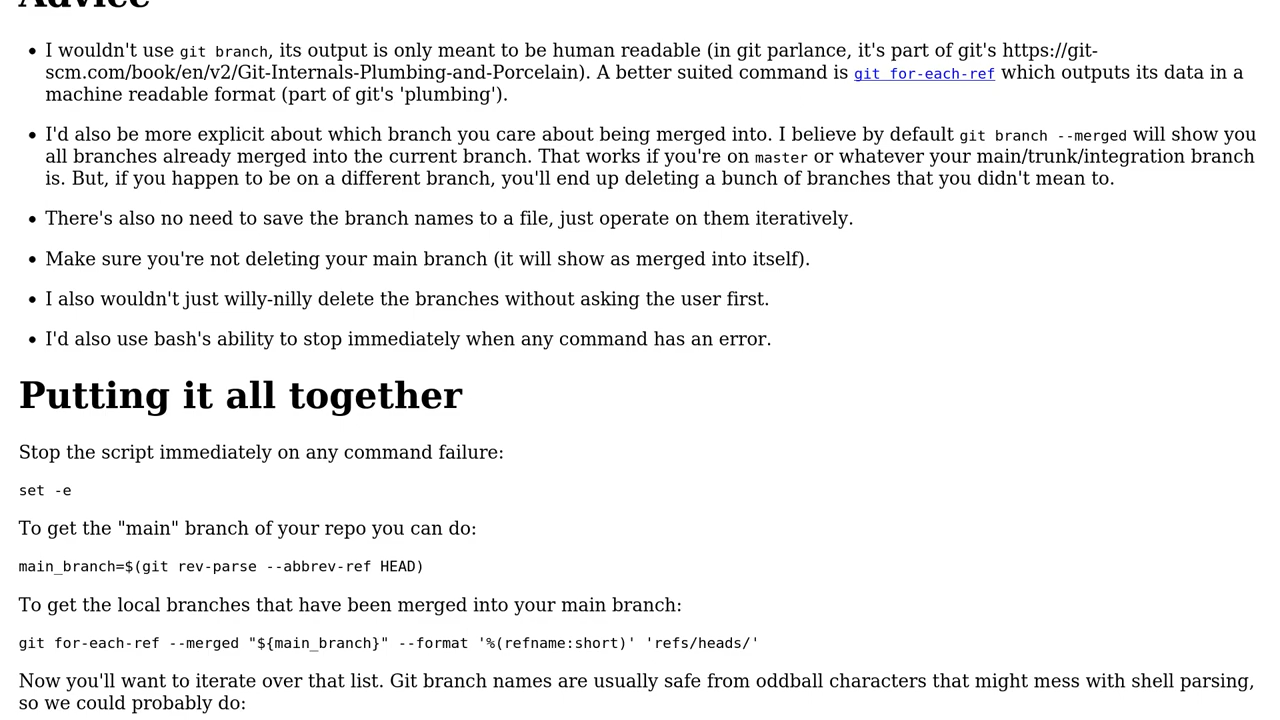 Advice
• I wouldn't use git branch, its output is only meant to be human readable (in git parlance, it's part of git's https://git-
scm.com/book/en/v2/Git-Internals-Plumbing-and-Porcelain). A better suited command is git for-each-ref which outputs its data in a
machine readable format (part of git's 'plumbing').
• I'd also be more explicit about which branch you care about being merged into. I believe by default git branch --merged will show you
all branches already merged into the current branch. That works if you're on master or whatever your main/trunk/integration branch
is. But, if you happen to be on a different branch, you'll end up deleting a bunch of branches that you didn't mean to.
• There's also no need to save the branch names to a file, just operate on them iteratively.
• Make sure you're not deleting your main branch (it will show as merged into itself).
• I also wouldn't just willy-nilly delete the branches without asking the user first.
• I'd also use bash's ability to stop immediately when any command has an error.
Putting it all together
Stop the script immediately on any command failure:
set -e
To get the "main" branch of your repo you can do:
main_branch=$(git rev-parse --abbrev-ref HEAD)
To get the local branches that have been merged into your main branch:
git for-each-ref --merged "${main_branch}" --format '%(refname:short)' 'refs/heads/'
Now you'll want to iterate over that list. Git branch names are usually safe from oddball characters that might mess with shell parsing,
so we could probably do: